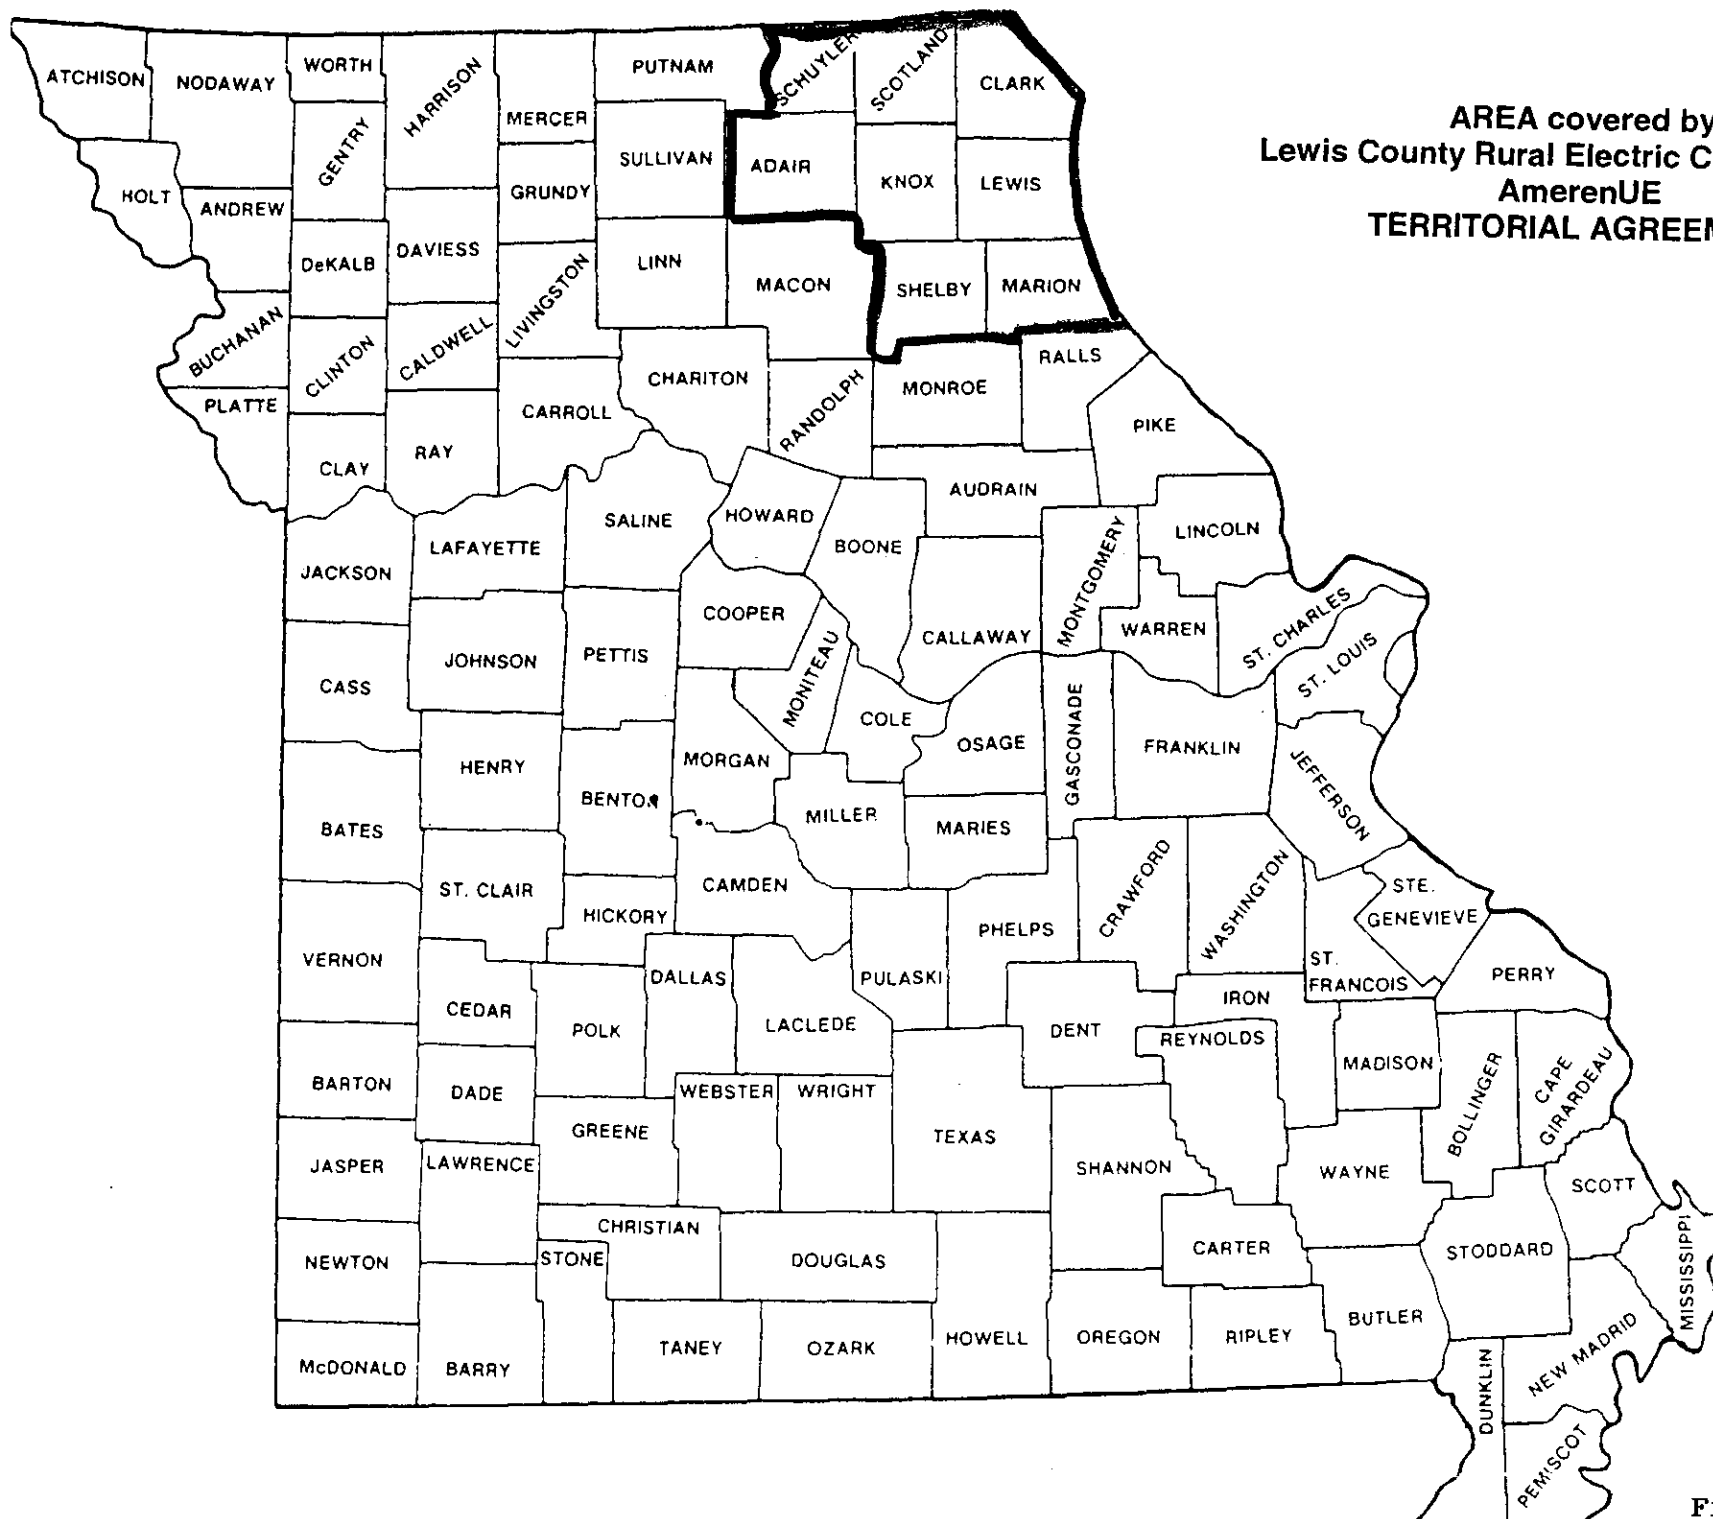 AREA covered by
Lewis County Rural Electric C
AmerenUE
TERRITORIAL AGREEM
ATCHISON
NODAWAY
WORTH
HARRISON
MERCER
PUTNAM
SCHUYLER
SCOTLAND
CLARK
GENTRY
SULLIVAN
ADAIR
KNOX
LEWIS
HOLT
ANDREW
GRUNDY
DeKALB
DAVIESS
LIVINGSTON
LINN
MACON
SHELBY
MARION
BUCHANAN
CLINTON
CALDWELL
CHARITON
RANDOLPH
MONROE
RALLS
PLATTE
CARROLL
PIKE
CLAY
RAY
AUDRAIN
SALINE
HOWARD
BOONE
MONTGOMERY
LINCOLN
JACKSON
LAFAYETTE
COOPER
CALLAWAY
WARREN
ST. CHARLES
ST. LOUIS
CASS
JOHNSON
PETTIS
MONITEAU
COLE
OSAGE
GASCONADE
FRANKLIN
JEFFERSON
HENRY
BENTON
MORGAN
MILLER
MARIES
BATES
ST. CLAIR
CAMDEN
CRAWFORD
WASHINGTON
STE.
GENEVIEVE
HICKORY
PHELPS
VERNON
DALLAS
PULASKI
ST.
FRANCOIS
PERRY
CEDAR
POLK
LACLEDE
DENT
IRON
REYNOLDS
MADISON
BOLLINGER
CAPE
GIRARDEAU
BARTON
DADE
WEBSTER
WRIGHT
GREENE
TEXAS
JASPER
LAWRENCE
SHANNON
WAYNE
SCOTT
CHRISTIAN
NEWTON
STONE
DOUGLAS
CARTER
STODDARD
MISSISSIPPI
McDONALD
BARRY
TANEY
OZARK
HOWELL
OREGON
RIPLEY
BUTLER
NEW MADRID
DUNKLIN
PEMISCOT